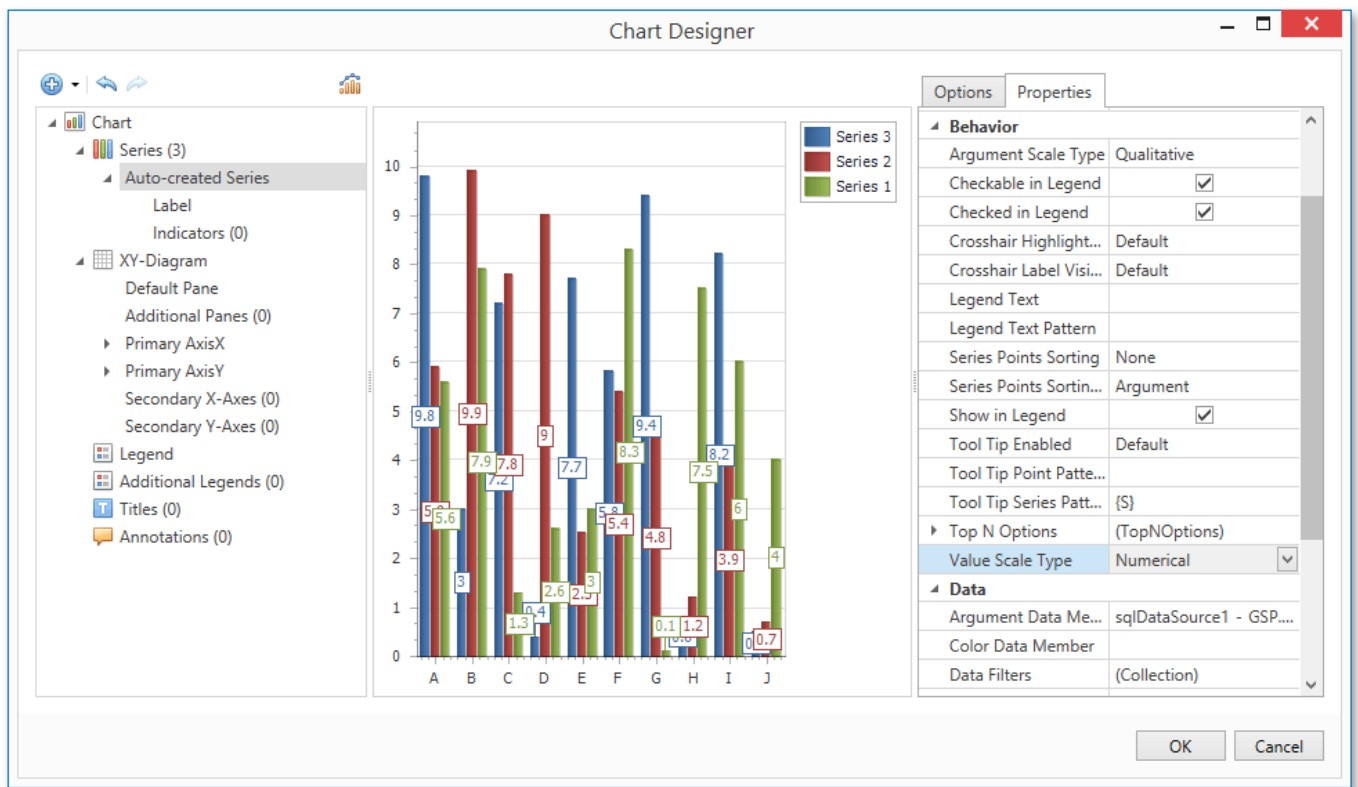 Chart Designer
Chart
Series (3)
Auto-created Series
Label
Indicators (0)
XY-Diagram
Default Pane
Additional Panes (0)
Primary AxisX
Primary AxisY
Secondary X-Axes (0)
Secondary Y-Axes (0)
Legend
Additional Legends (0)
Titles (0)
Annotations (0)
10
9
8
7
6
5
4
3
2
1
0
9.8
5.6
3
9.9
7.9
7.2
7.8
1.3
0.4
9
2.6
7.7
2.5
3
5.8
5.4
8.3
9.4
4.8
0.1
1.2
7.5
8.2
3.9
6
0.7
4
A B C D E F G H I J
Series 3
Series 2
Series 1
Options Properties
Behavior
Argument Scale Type Qualitative
Checkable in Legend
Checked in Legend
Crosshair Highlight... Default
Crosshair Label Visi... Default
Legend Text
Legend Text Pattern
Series Points Sorting None
Series Points Sortin... Argument
Show in Legend
Tool Tip Enabled Default
Tool Tip Point Patte...
Tool Tip Series Patt... {S}
Top N Options (TopNOptions)
Value Scale Type Numerical
Data
Argument Data Me... sqlDataSource1 - GSP....
Color Data Member
Data Filters (Collection)
OK Cancel